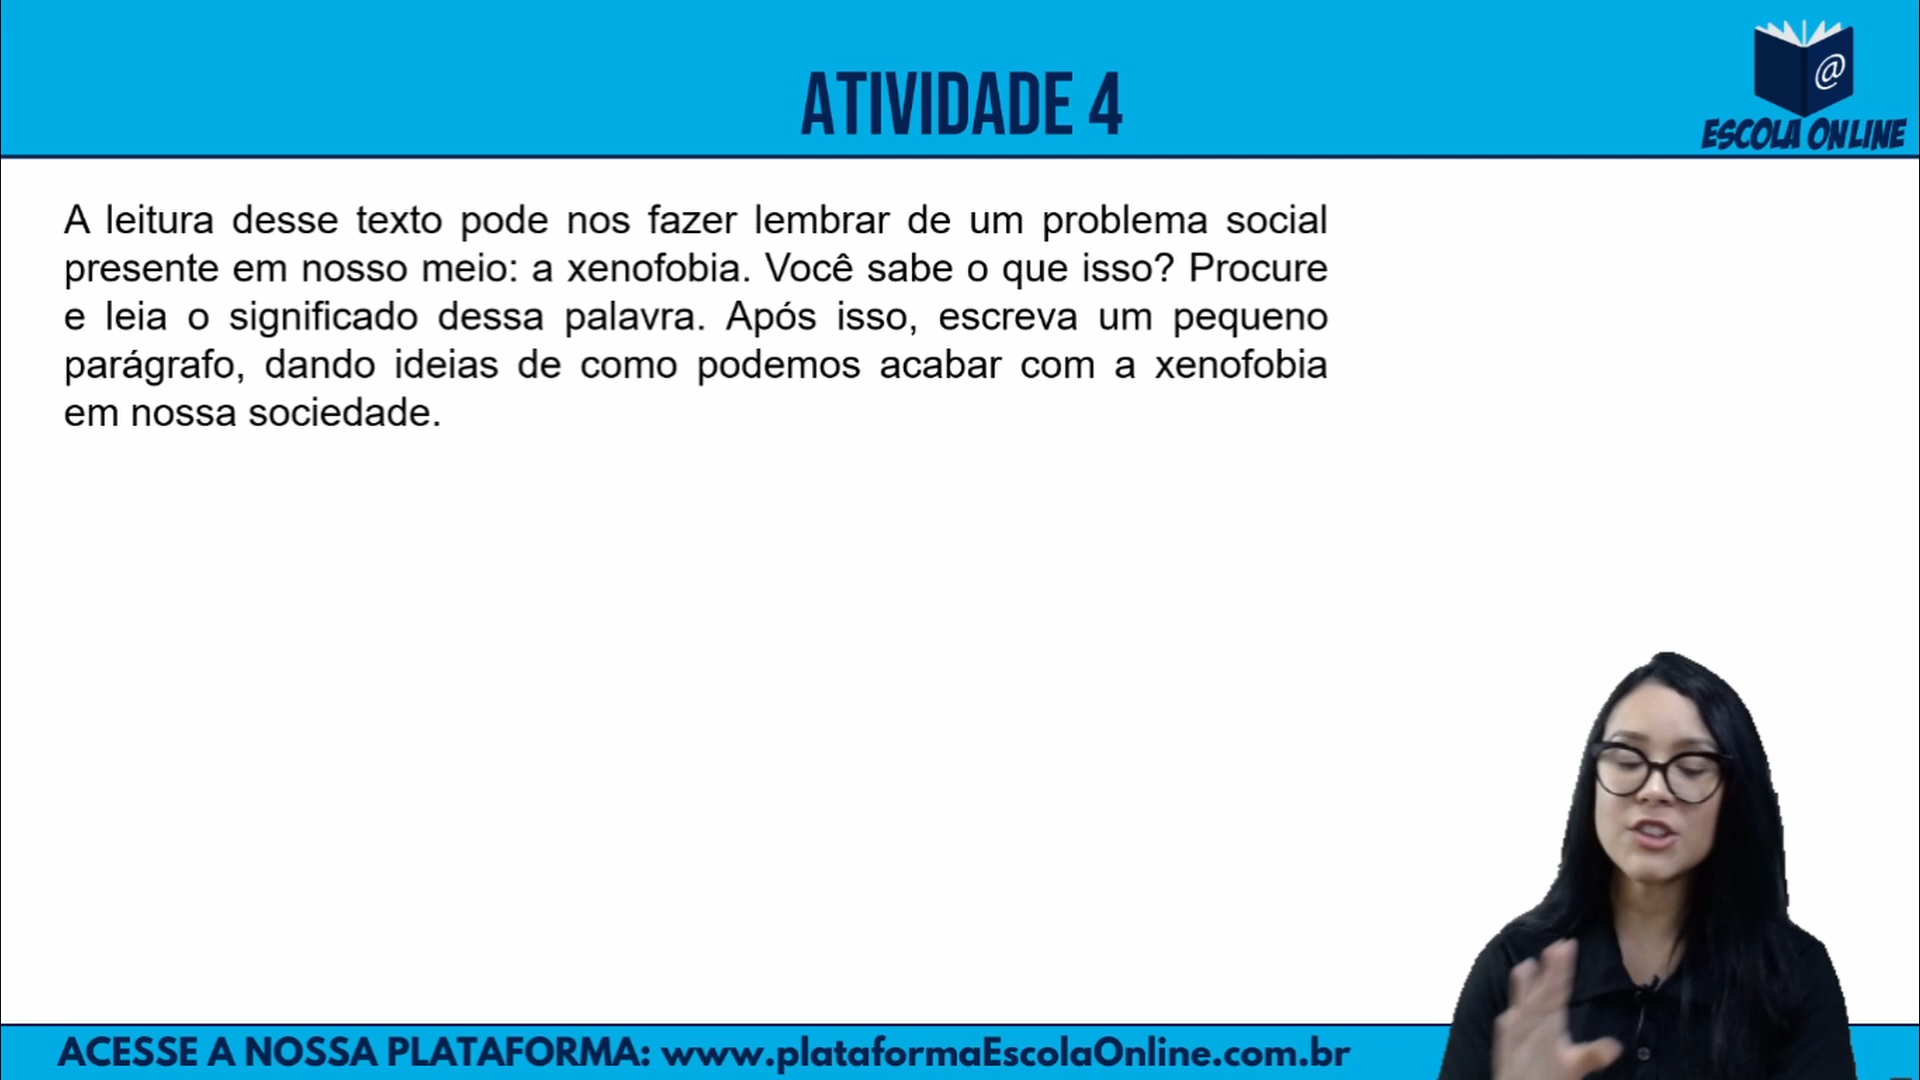 ATIVIDADE 4
@
ESCOLA ONLINE
A leitura desse texto pode nos fazer lembrar de um problema social
presente em nosso meio: a xenofobia. Você sabe o que isso? Procure
e leia o significado dessa palavra. Após isso, escreva um pequeno
parágrafo, dando ideias de como podemos acabar com a xenofobia
em nossa sociedade.
ACESSE A NOSSA PLATAFORMA: www.plataformaEscolaOnline.com.br